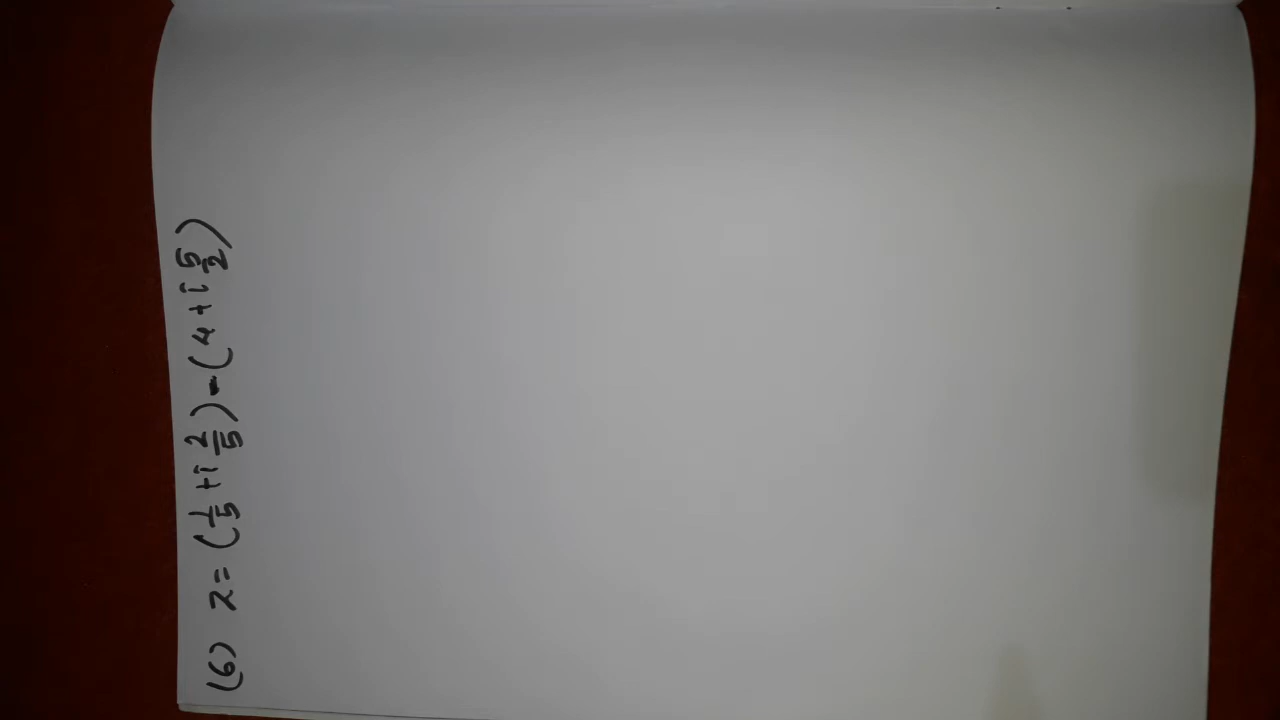 (6) z = (1/5 + i 2/5) - (4 + i 5/2)